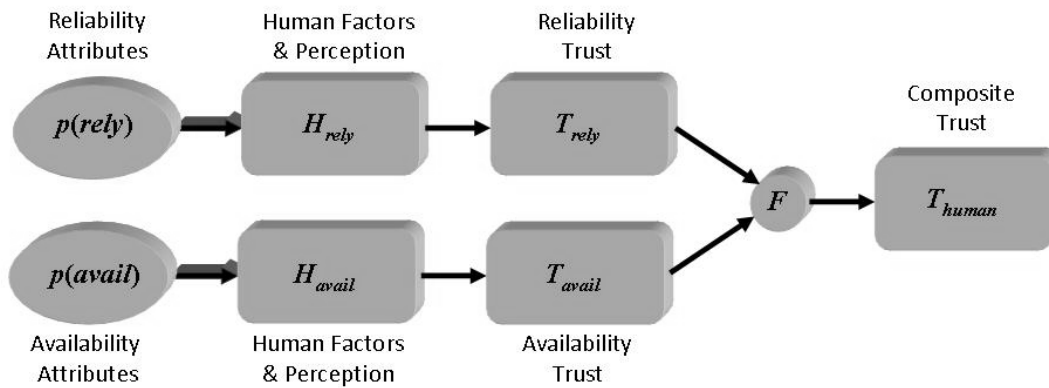 Reliability
Attributes
Human Factors
& Perception
Reliability
Trust
Composite
Trust
p(rely)
H_rely
T_rely
F
T_human
p(avail)
H_avail
T_avail
Availability
Attributes
Human Factors
& Perception
Availability
Trust